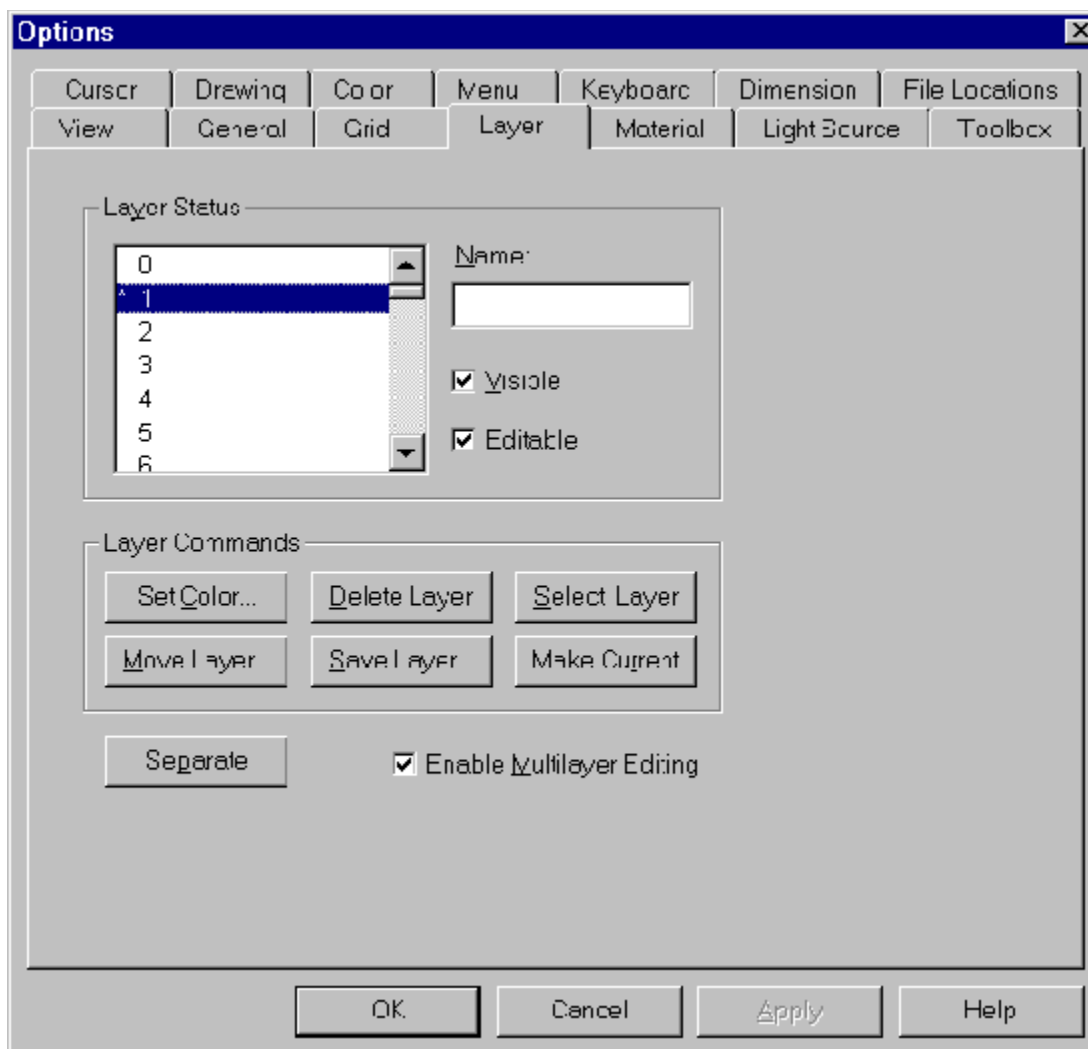 Options
Cursor Drawing Color Menu Keyboard Dimension File Locations
View General Grid Layer Material Light Source Toolbox
Layer Status
0
* 1
2
3
4
5
6
Name:
Visible
Editable
Layer Commands
Set Color... Delete Layer Select Layer
Move Layer Save Layer Make Current
Separate Enable Multilayer Editing
OK Cancel Apply Help